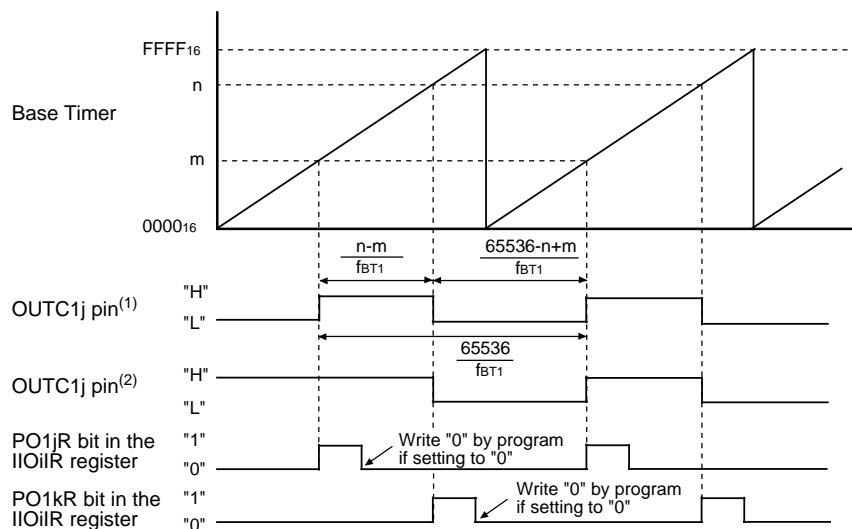 FFFF16
n
Base Timer
m
000016
n-m
fBT1
65536-n+m
fBT1
OUTC1j pin(1)
"H"
"L"
65536
fBT1
OUTC1j pin(2)
"H"
"L"
PO1jR bit in the
IIOiIR register
"1"
"0"
Write "0" by program
if setting to "0"
PO1kR bit in the
IIOiIR register
"1"
"0"
Write "0" by program
if setting to "0"